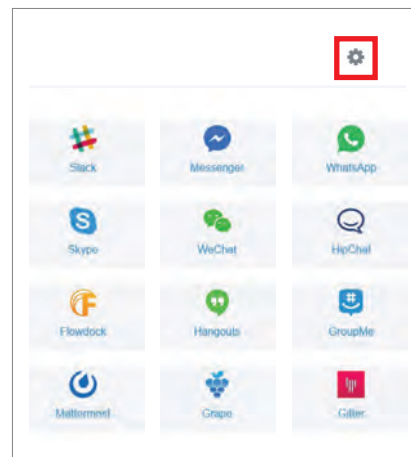 Slack Messenger WhatsApp
Skype WeChat HipChat
Flowdock Hangouts GroupMe
Mattermost Grape Gitter